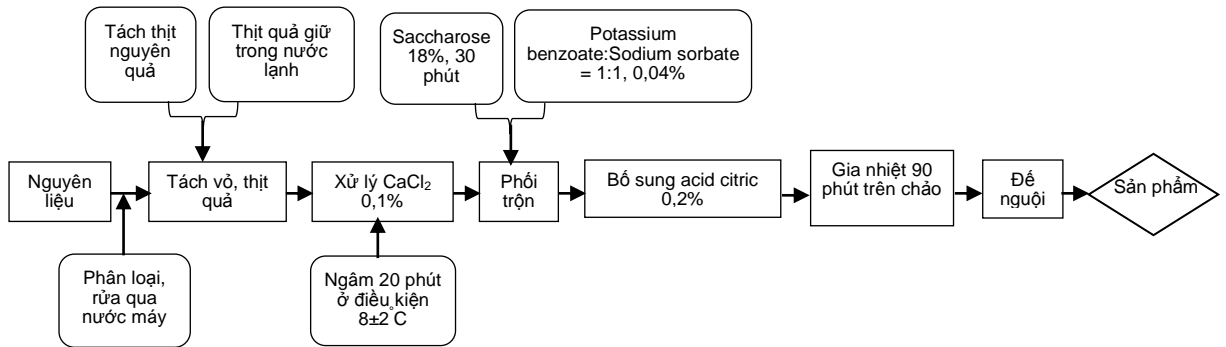 Tách thịt
nguyên
quả
Thịt quả giữ
trong nước
lạnh
Saccharose
18%, 30
phút
Potassium
benzoate:Sodium sorbate
= 1:1, 0,04%
Nguyên
liệu
Tách vỏ, thịt
quả
Xử lý CaCl₂
0,1%
Phối
trộn
Bố sung acid citric
0,2%
Gia nhiệt 90
phút trên chảo
Đế
nguội
Sản phẩm
Phân loại,
rửa qua
nước máy
Ngâm 20 phút
ở điều kiện
8±2°C